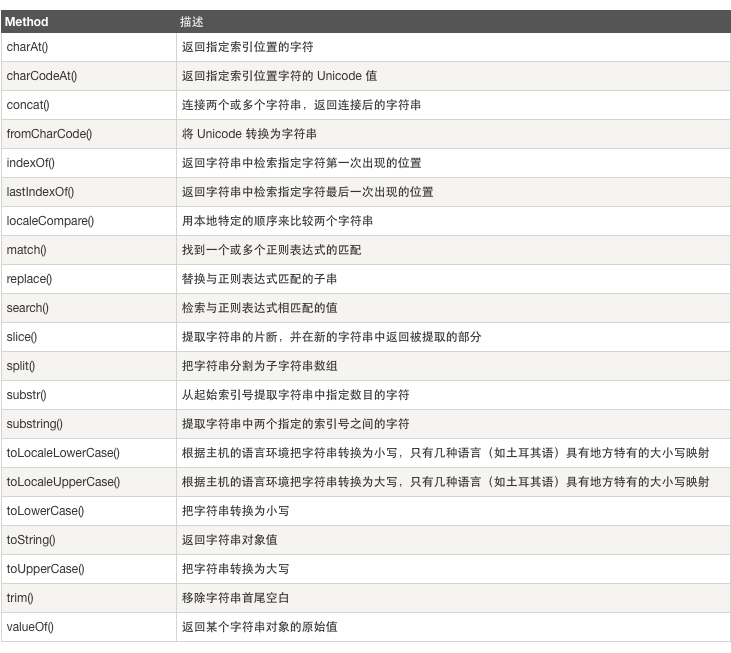 Method 描述
charAt() 返回指定索引位置的字符
charCodeAt() 返回指定索引位置字符的 Unicode 值
concat() 连接两个或多个字符串，返回连接后的字符串
fromCharCode() 将 Unicode 转换为字符串
indexOf() 返回字符串中检索指定字符第一次出现的位置
lastIndexOf() 返回字符串中检索指定字符最后一次出现的位置
localeCompare() 用本地特定的顺序来比较两个字符串
match() 找到一个或多个正则表达式的匹配
replace() 替换与正则表达式匹配的子串
search() 检索与正则表达式相匹配的值
slice() 提取字符串的片断，并在新的字符串中返回被提取的部分
split() 把字符串分割为子字符串数组
substr() 从起始索引号提取字符串中指定数目的字符
substring() 提取字符串中两个指定的索引号之间的字符
toLocaleLowerCase() 根据主机的语言环境把字符串转换为小写，只有几种语言（如土耳其语）具有地方特有的大小写映射
toLocaleUpperCase() 根据主机的语言环境把字符串转换为大写，只有几种语言（如土耳其语）具有地方特有的大小写映射
toLowerCase() 把字符串转换为小写
toString() 返回字符串对象值
toUpperCase() 把字符串转换为大写
trim() 移除字符串首尾空白
valueOf() 返回某个字符串对象的原始值